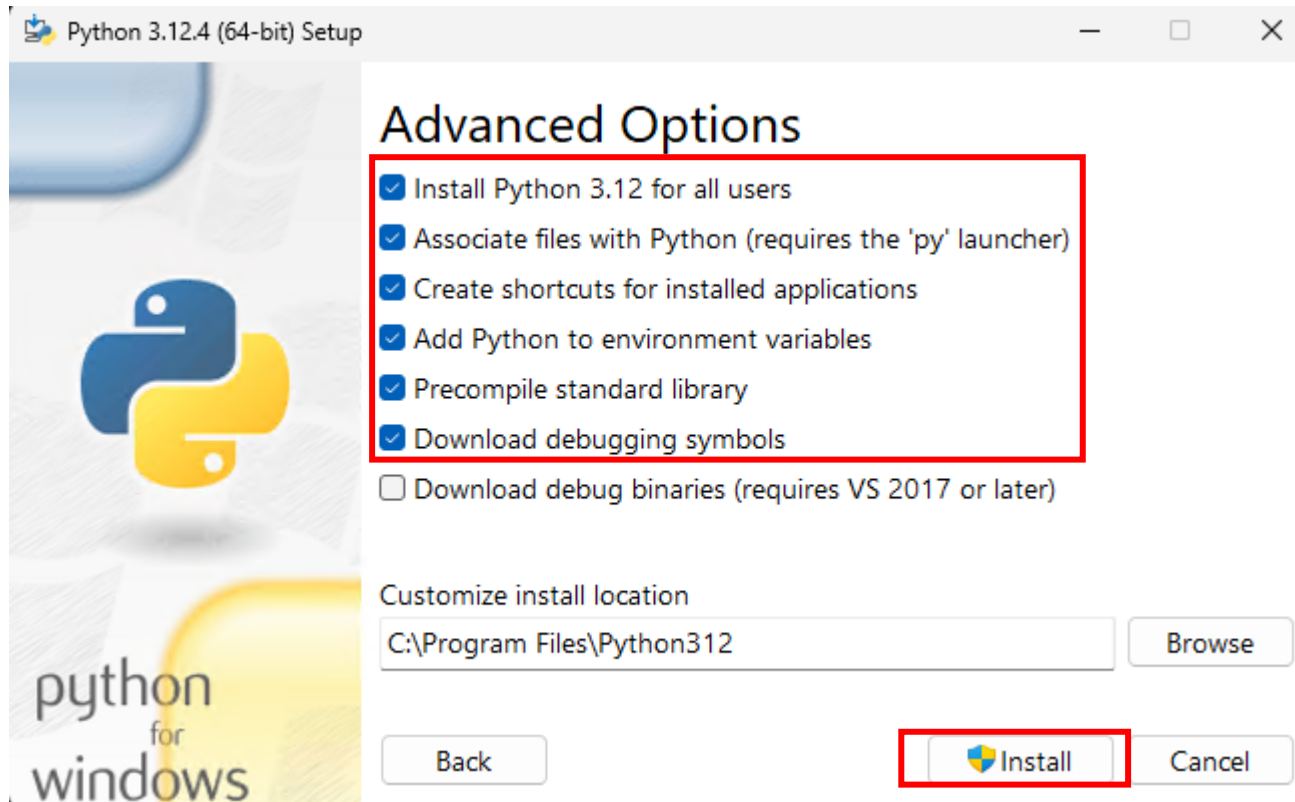 Python 3.12.4 (64-bit) Setup
Advanced Options
Install Python 3.12 for all users
Associate files with Python (requires the 'py' launcher)
Create shortcuts for installed applications
Add Python to environment variables
Precompile standard library
Download debugging symbols
Download debug binaries (requires VS 2017 or later)
Customize install location
C:\Program Files\Python312
Browse
python
for
windows
Back
Install
Cancel